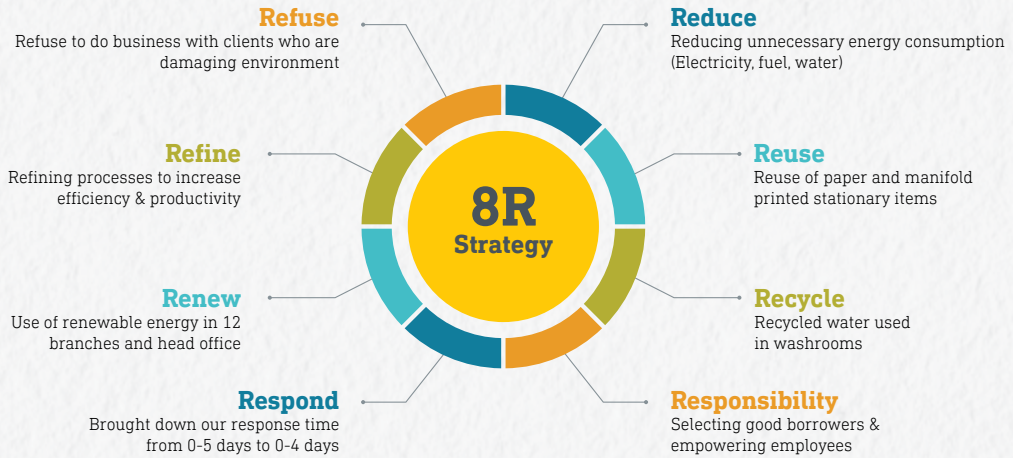 Refuse
Refuse to do business with clients who are
damaging environment
Reduce
Reducing unnecessary energy consumption
(Electricity, fuel, water)
Refine
Refining processes to increase
efficiency & productivity
8R
Strategy
Reuse
Reuse of paper and manifold
printed stationary items
Renew
Use of renewable energy in 12
branches and head office
Recycle
Recycled water used
in washrooms
Respond
Brought down our response time
from 0-5 days to 0-4 days
Responsibility
Selecting good borrowers &
empowering employees